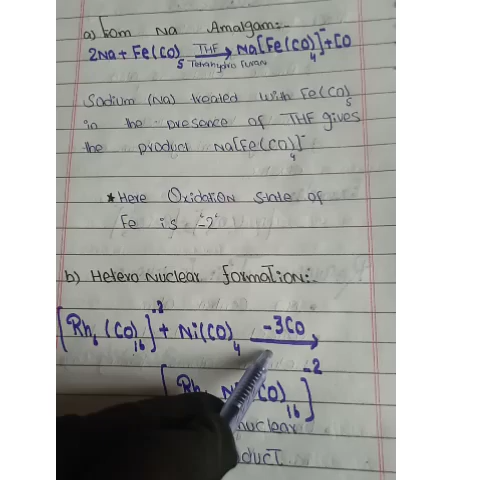 a) From Na Amalgam:-
2Na + Fe(CO)5 THF→ Na[Fe(CO)4]⁻ + CO
Tetrahydro Furan
Sodium (Na) treated with Fe(CO)5
in the presence of THF gives
the product Na[Fe(CO)4]⁻
* Here Oxidation State of
Fe is "-2"
b) Hetero Nuclear formation:-
[Rh6(CO)16]-2 + Ni(CO)4 -3CO→
[Rh (CO)16]-2
nuclear